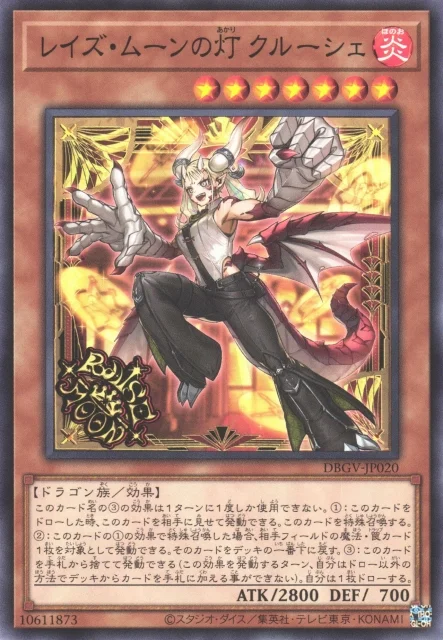 レイズ・ムーンの灯 クルーシェ
炎
【ドラゴン族／効果】
このカード名の③の効果は１ターンに１度しか使用できない。①：このカードを
ドローした時、このカードを相手に見せて発動できる。このカードを特殊召喚する。
②：このカードの①の効果で特殊召喚した場合、相手フィールドの魔法・罠カード
１枚を対象として発動できる。そのカードをデッキの一番下に戻す。③：このカード
を手札から捨てて発動できる（この効果を発動するターン、自分はドロー以外の
方法でデッキからカードを手札に加える事ができない）。自分は１枚ドローする。
DBGV-JP020
ATK/2800 DEF/ 700
10611873
©スタジオ・ダイス／集英社・テレビ東京・KONAMI